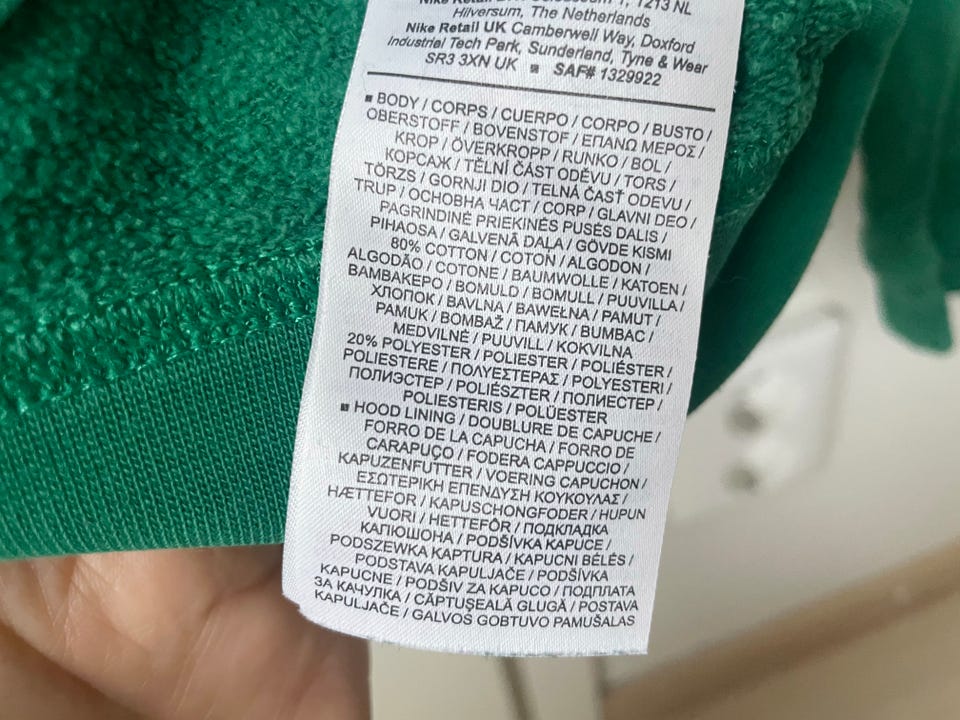 Nike Retail 1213 NL
Hilversum, The Netherlands
Nike Retail UK Camberwell Way, Doxford
Industrial Tech Park, Sunderland, Tyne & Wear
SR3 3XN UK ■ SAF# 1329922
■ BODY / CORPS / CUERPO / CORPO / BUSTO /
OBERSTOFF / BOVENSTOF / ΕΠΑΝΩ ΜΕΡΟΣ /
KROP / ÖVERKROPP / RUNKO / BOL /
КОРСАЖ / TĚLNÍ ČÁST ODĚVU / TORS /
TÖRZS / GORNJI DIO / TELNÁ ČASŤ ODEVU /
TRUP / ОСНОВНА ЧАСТ / CORP / GLAVNI DEO /
PAGRINDINĖ PRIEKINĖS PUSĖS DALIS /
PIHAOSA / GALVENĀ DAĻA / GÖVDE KISMI
80% COTTON / COTON / ALGODON /
ALGODÃO / COTONE / BAUMWOLLE / KATOEN /
ΒΑΜΒΑΚΕΡΟ / BOMULD / BOMULL / PUUVILLA /
ХЛОПОК / BAVLNA / BAWEŁNA / PAMUT /
PAMUK / BOMBAŽ / ПАМУК / BUMBAC /
MEDVILNĖ / PUUVILL / KOKVILNA
20% POLYESTER / POLIESTER / POLIÉSTER /
POLIESTERE / ΠΟΛΥΕΣΤΕΡΑΣ / POLYESTERI /
ПОЛИЭСТЕР / POLIÉSZTER / ПОЛИЕСТЕР /
POLIESTERIS / POLÜESTER
■ HOOD LINING / DOUBLURE DE CAPUCHE /
FORRO DE LA CAPUCHA / FORRO DE
CARAPUÇO / FODERA CAPPUCCIO /
KAPUZENFUTTER / VOERING CAPUCHON /
ΕΣΩΤΕΡΙΚΗ ΕΠΕΝΔΥΣΗ ΚΟΥΚΟΥΛΑΣ /
HÆTTEFOR / KAPUSCHONGFODER / HUPUN
VUORI / HETTEFÔR / ПОДКЛАДКА
КАПЮШОНА / PODŠÍVKA KAPUCE /
PODSZEWKA KAPTURA / KAPUCNI BÉLÉS /
PODSTAVA KAPULJAČE / PODŠÍVKA
KAPUCNE / PODŠIV ZA KAPUCO / ПОДПЛАТА
ЗА КАЧУЛКА / CĂPTUŞEALĂ GLUGĂ / POSTAVA
KAPULJAČE / GALVOS GOBTUVO PAMUŠALAS